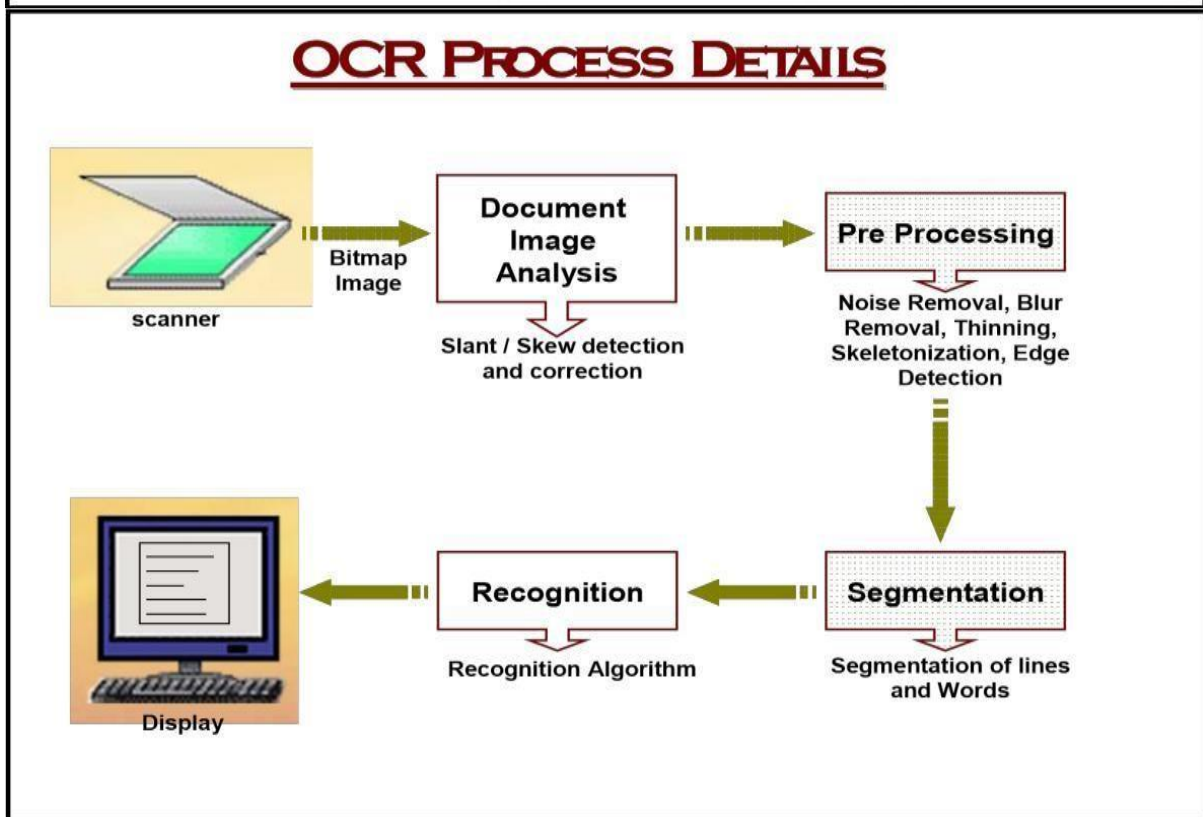 OCR PROCESS DETAILS
scanner
Bitmap
Image
Document
Image
Analysis
Slant / Skew detection
and correction
Pre Processing
Noise Removal, Blur
Removal, Thinning,
Skeletonization, Edge
Detection
Segmentation
Segmentation of lines
and Words
Recognition
Recognition Algorithm
Display